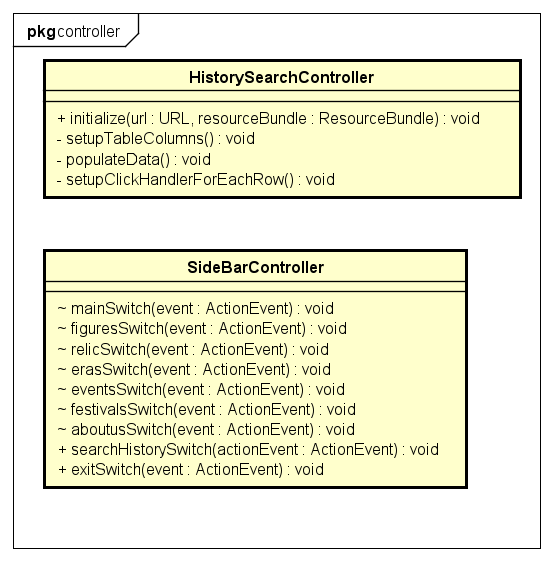 pkg controller
HistorySearchController
+ initialize(url : URL, resourceBundle : ResourceBundle) : void
- setupTableColumns() : void
- populateData() : void
- setupClickHandlerForEachRow() : void
SideBarController
~ mainSwitch(event : ActionEvent) : void
~ figuresSwitch(event : ActionEvent) : void
~ relicSwitch(event : ActionEvent) : void
~ erasSwitch(event : ActionEvent) : void
~ eventsSwitch(event : ActionEvent) : void
~ festivalsSwitch(event : ActionEvent) : void
~ aboutusSwitch(event : ActionEvent) : void
+ searchHistorySwitch(actionEvent : ActionEvent) : void
+ exitSwitch(event : ActionEvent) : void